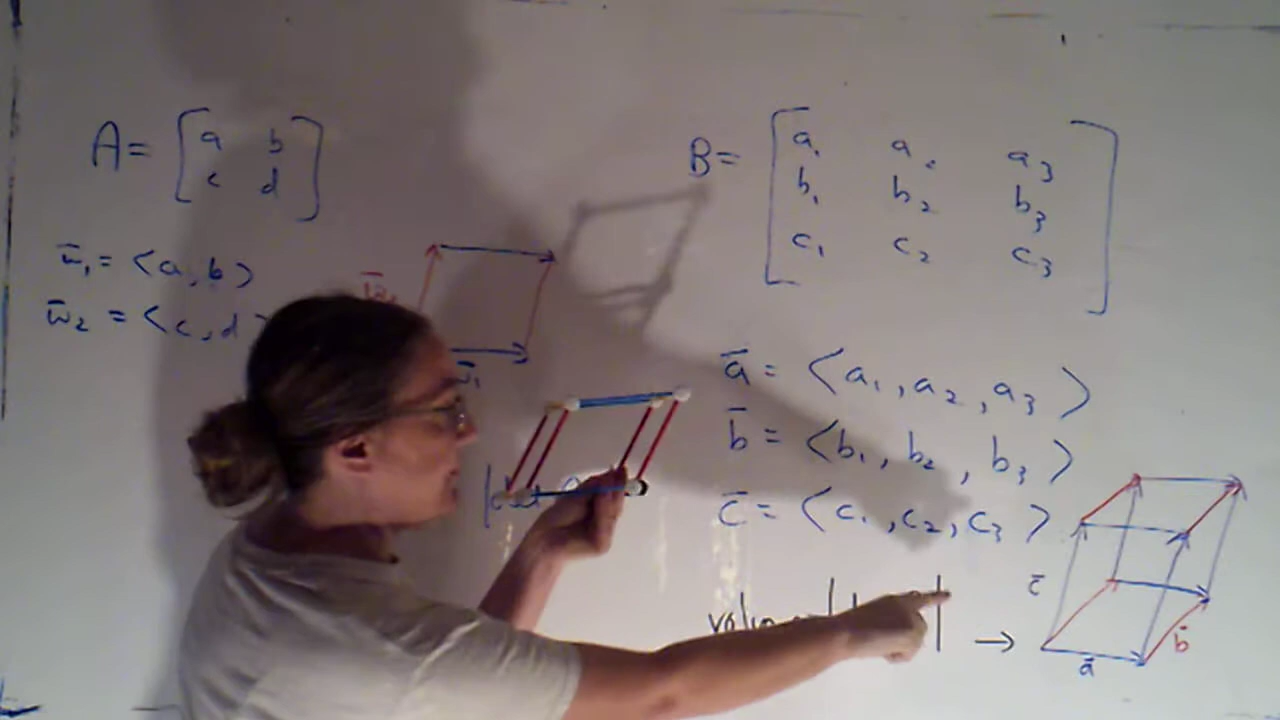 A = [ a b
c d ]
w̄₁ = <a, b>
w̄₂ = <c, d
w̄₁
B = [ a₁ a₂ a₃
b₁ b₂ b₃
c₁ c₂ c₃ ]
ā = <a₁, a₂, a₃>
b̄ = <b₁, b₂, b₃>
c̄ = <c₁, c₂, c₃>
→
c̄
b̄
ā